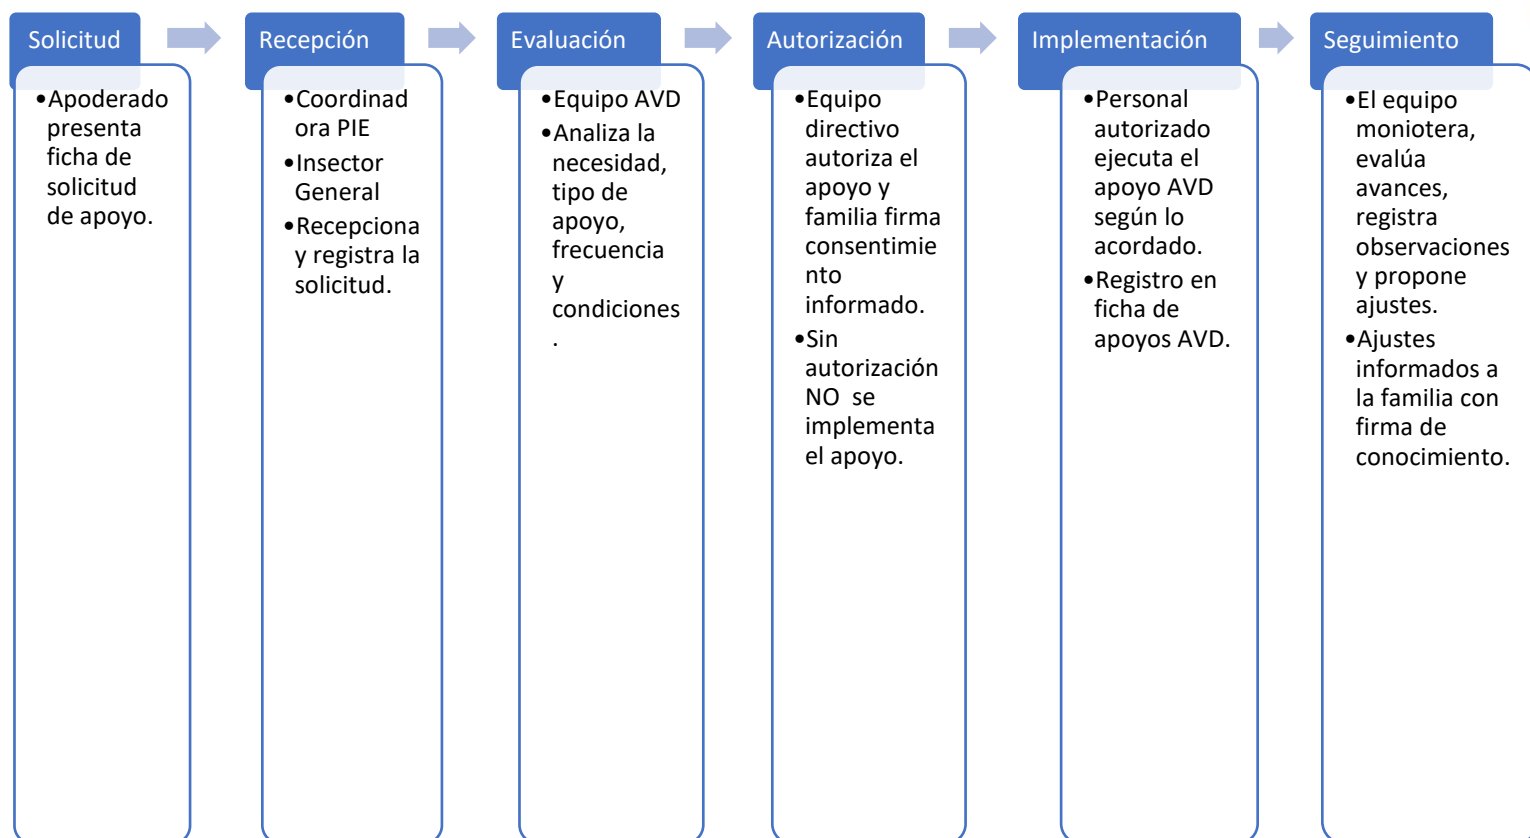 Solicitud
•Apoderado
presenta
ficha de
solicitud
de apoyo.
Recepción
•Coordinad
ora PIE
•Insector
General
•Recepciona
y registra la
solicitud.
Evaluación
•Equipo AVD
•Analiza la
necesidad,
tipo de
apoyo,
frecuencia
y
condiciones
.
Autorización
•Equipo
directivo
autoriza el
apoyo y
familia firma
consentimie
nto
informado.
•Sin
autorización
NO  se
implementa
el apoyo.
Implementación
•Personal
autorizado
ejecuta el
apoyo AVD
según lo
acordado.
•Registro en
ficha de
apoyos AVD.
Seguimiento
•El equipo
moniotera,
evalúa
avances,
registra
observaciones
y propone
ajustes.
•Ajustes
informados a
la familia con
firma de
conocimiento.